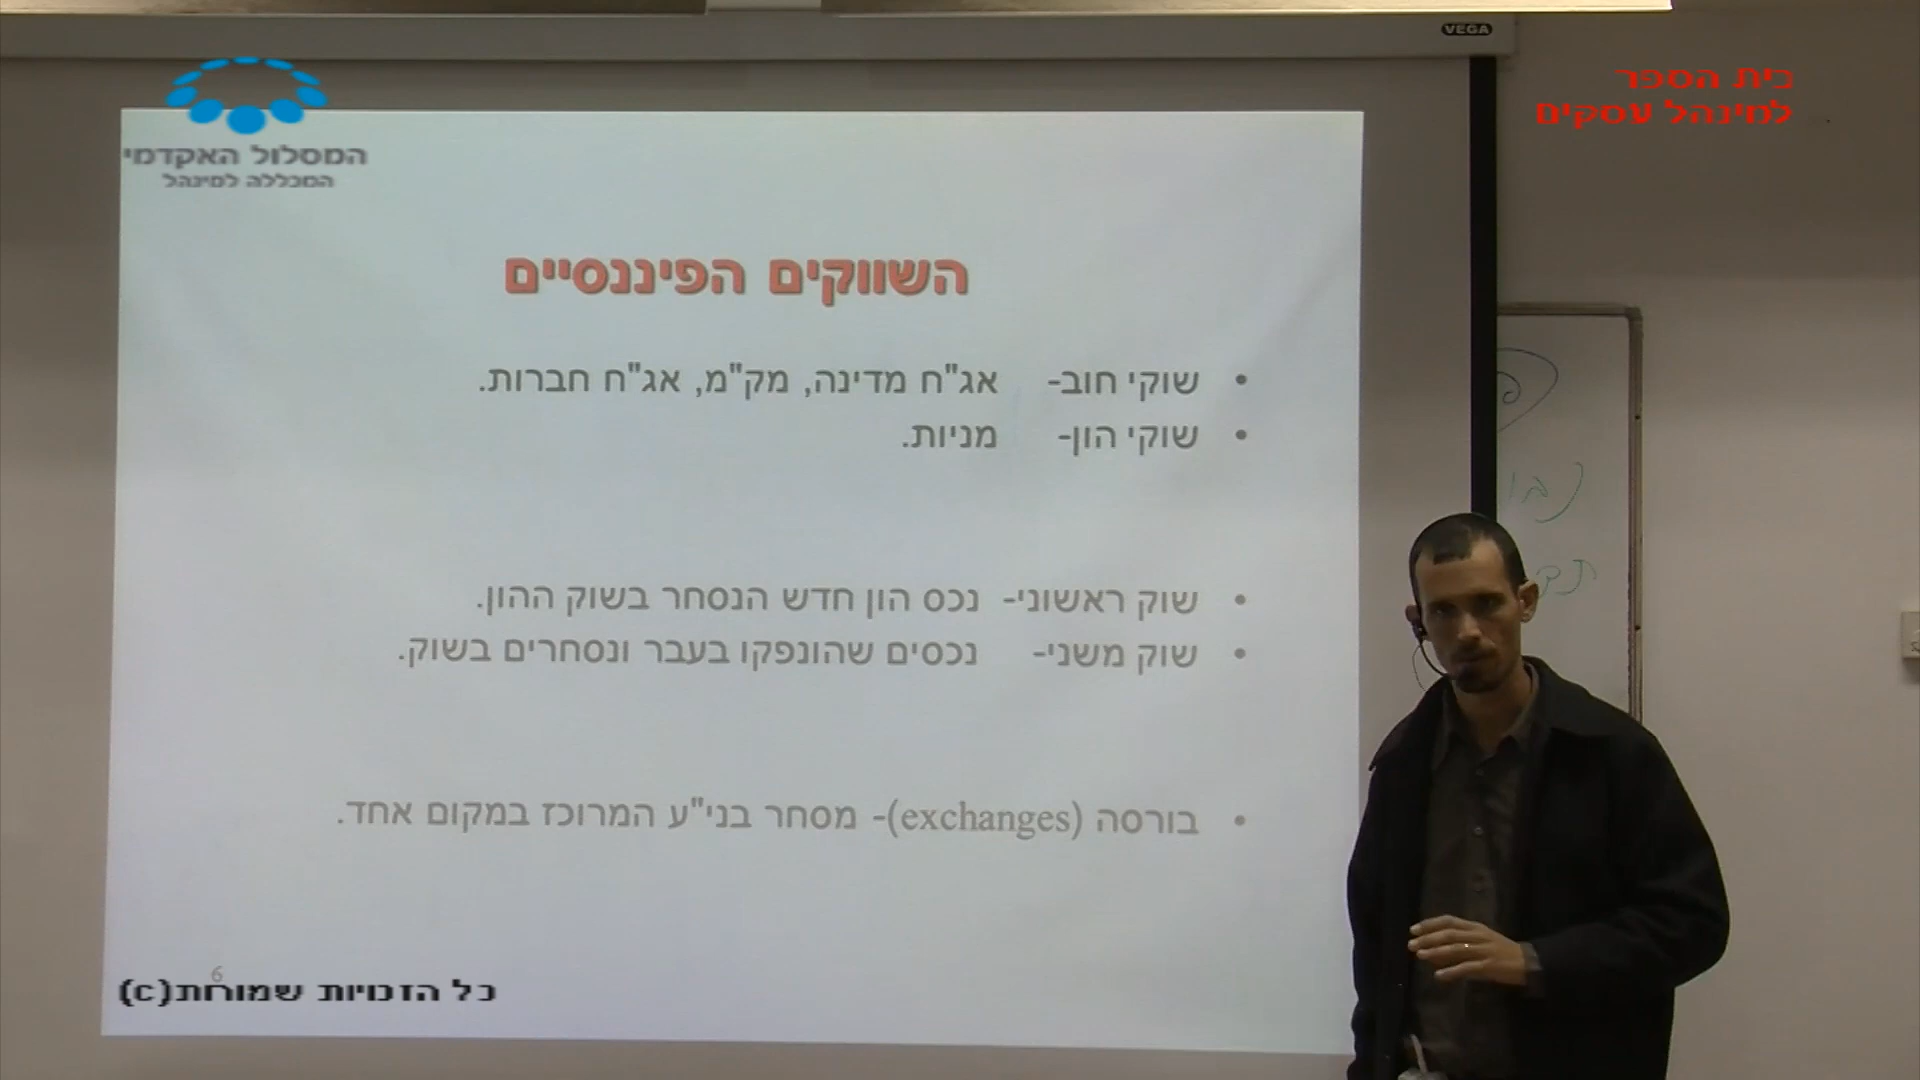 VEGA
בית הספר
למינהל עסקים
המסלול האקדמי
המכללה למינהל
השווקים הפיננסיים
• שוקי חוב- אג"ח מדינה, מק"מ, אג"ח חברות.
• שוקי הון- מניות.
• שוק ראשוני- נכס הון חדש הנסחר בשוק ההון.
• שוק משני- נכסים שהונפקו בעבר ונסחרים בשוק.
• בורסה (exchanges)- מסחר בני"ע המרוכז במקום אחד.
6
כל הזכויות שמורות(c)